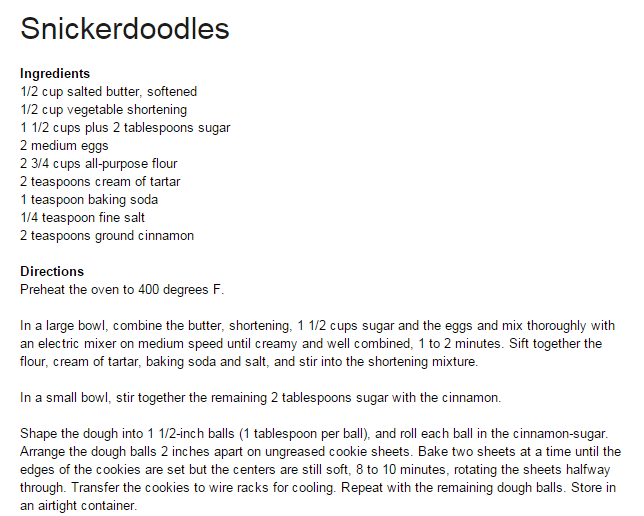 Snickerdoodles
Ingredients
1/2 cup salted butter, softened
1/2 cup vegetable shortening
1 1/2 cups plus 2 tablespoons sugar
2 medium eggs
2 3/4 cups all-purpose flour
2 teaspoons cream of tartar
1 teaspoon baking soda
1/4 teaspoon fine salt
2 teaspoons ground cinnamon
Directions
Preheat the oven to 400 degrees F.
In a large bowl, combine the butter, shortening, 1 1/2 cups sugar and the eggs and mix thoroughly with
an electric mixer on medium speed until creamy and well combined, 1 to 2 minutes. Sift together the
flour, cream of tartar, baking soda and salt, and stir into the shortening mixture.
In a small bowl, stir together the remaining 2 tablespoons sugar with the cinnamon.
Shape the dough into 1 1/2-inch balls (1 tablespoon per ball), and roll each ball in the cinnamon-sugar.
Arrange the dough balls 2 inches apart on ungreased cookie sheets. Bake two sheets at a time until the
edges of the cookies are set but the centers are still soft, 8 to 10 minutes, rotating the sheets halfway
through. Transfer the cookies to wire racks for cooling. Repeat with the remaining dough balls. Store in
an airtight container.